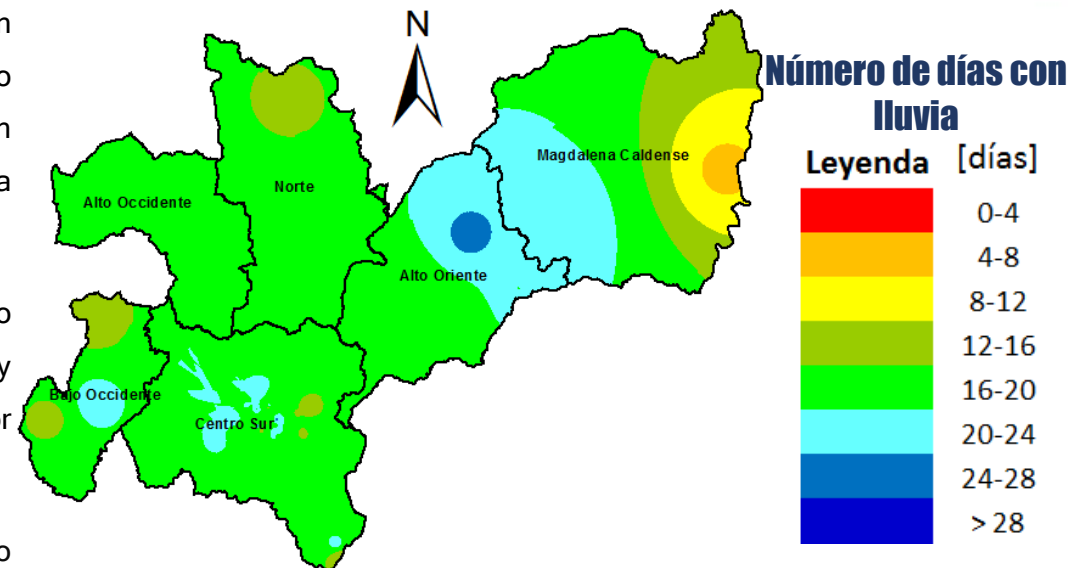 N
Número de días con
lluvia
Leyenda [días]
0-4
4-8
8-12
12-16
16-20
20-24
24-28
> 28
Magdalena Caldense
Norte
Alto Occidente
Alto Oriente
Bajo Occidente
Centro Sur